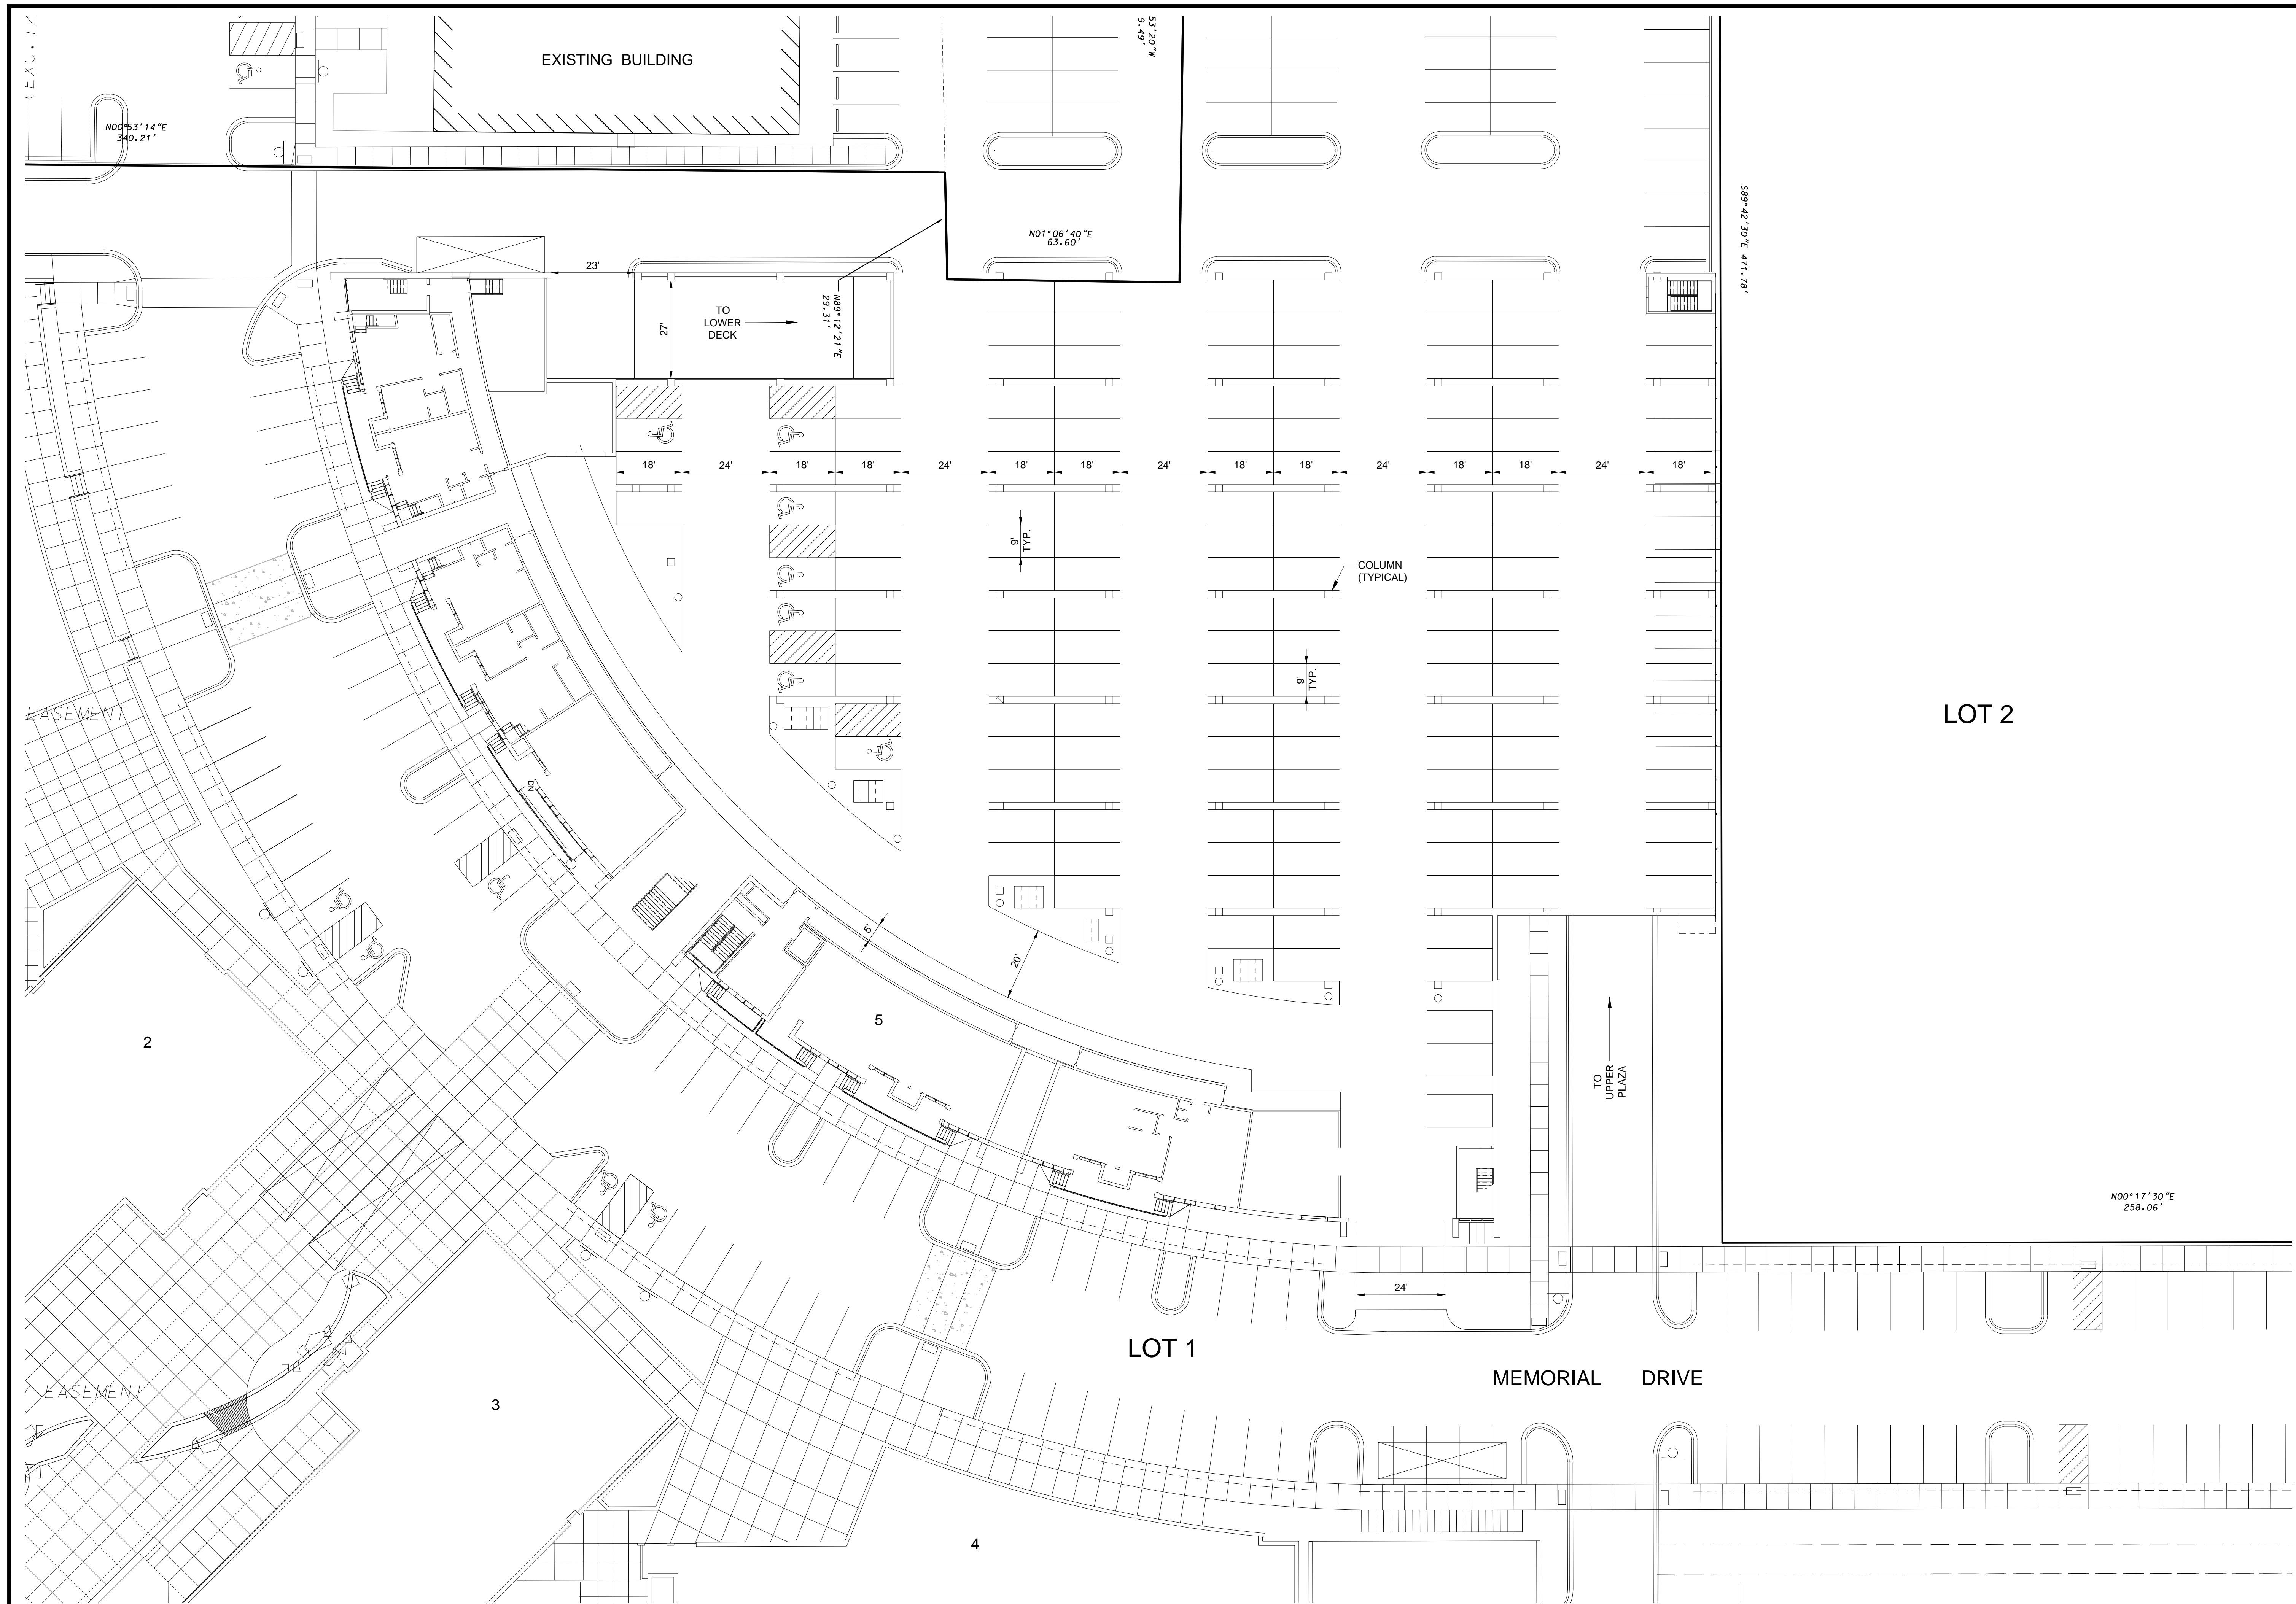 EXISTING BUILDING
53'20"W
9.49'
N00°53'14"E
340.21'
S89°42'30"E 471.78'
N01°06'40"E
63.60'
23'
TO
LOWER
DECK
27'
N89°12'21"E
29.31'
18'
24'
18'
18'
24'
18'
18'
24'
18'
18'
24'
18'
18'
24'
18'
9'
TYP.
COLUMN
(TYPICAL)
9'
TYP.
EASEMENT
LOT 2
DN
5'
20'
5
2
TO
UPPER
PLAZA
N00°17'30"E
258.06'
24'
LOT 1
MEMORIAL DRIVE
EASEMENT
3
4